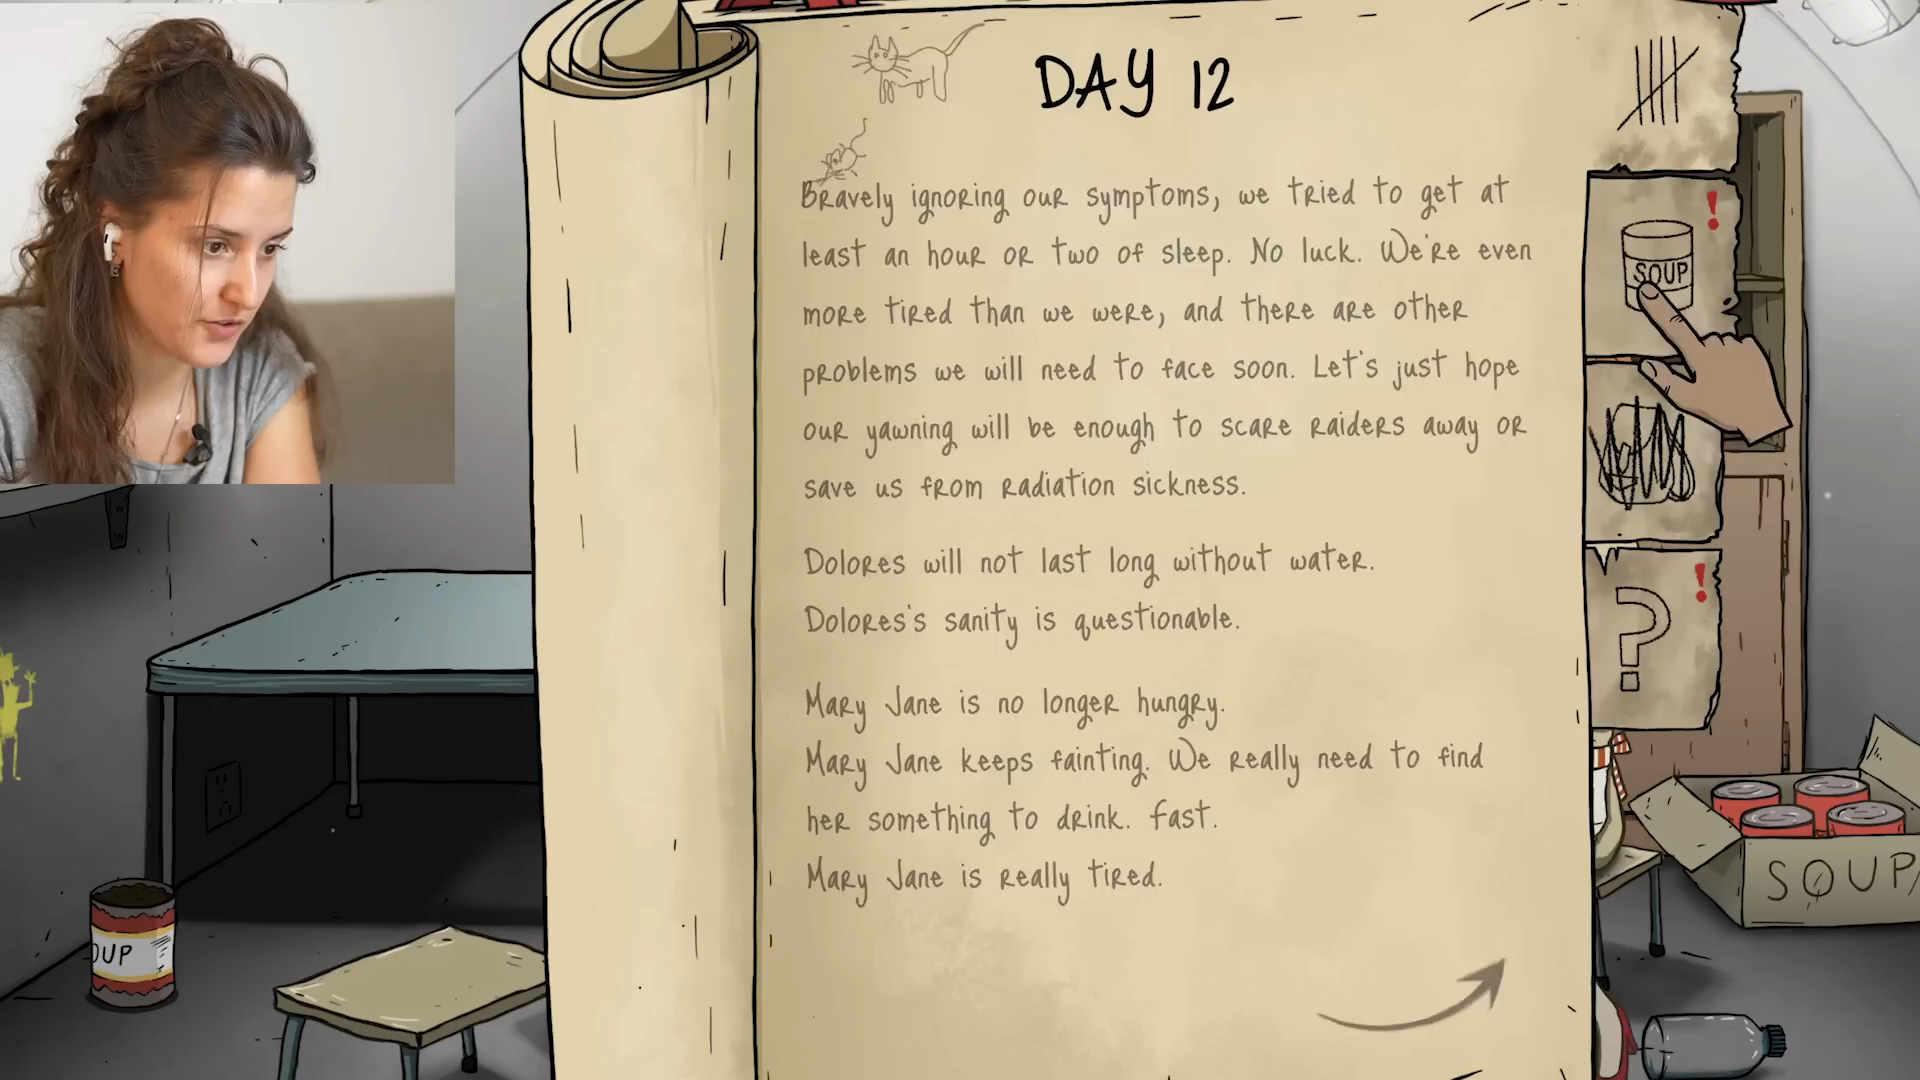 DAY 12
Bravely ignoring our symptoms, we tried to get at
least an hour or two of sleep. No luck. We're even
more tired than we were, and there are other
problems we will need to face soon. Let's just hope
our yawning will be enough to scare raiders away or
save us from radiation sickness.
Dolores will not last long without water.
Dolores's sanity is questionable.
Mary Jane is no longer hungry.
Mary Jane keeps fainting. We really need to find
her something to drink. Fast.
Mary Jane is really tired.
!
SOUP
!
?
OUP
SOUP